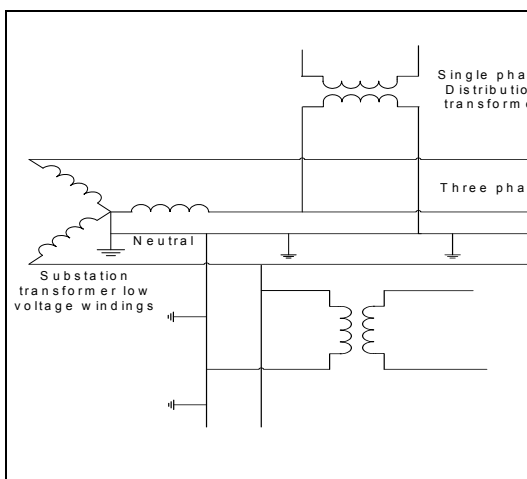 Single pha
Distributio
transforme
Three pha
Neutral
Substation
transformer low
voltage windings